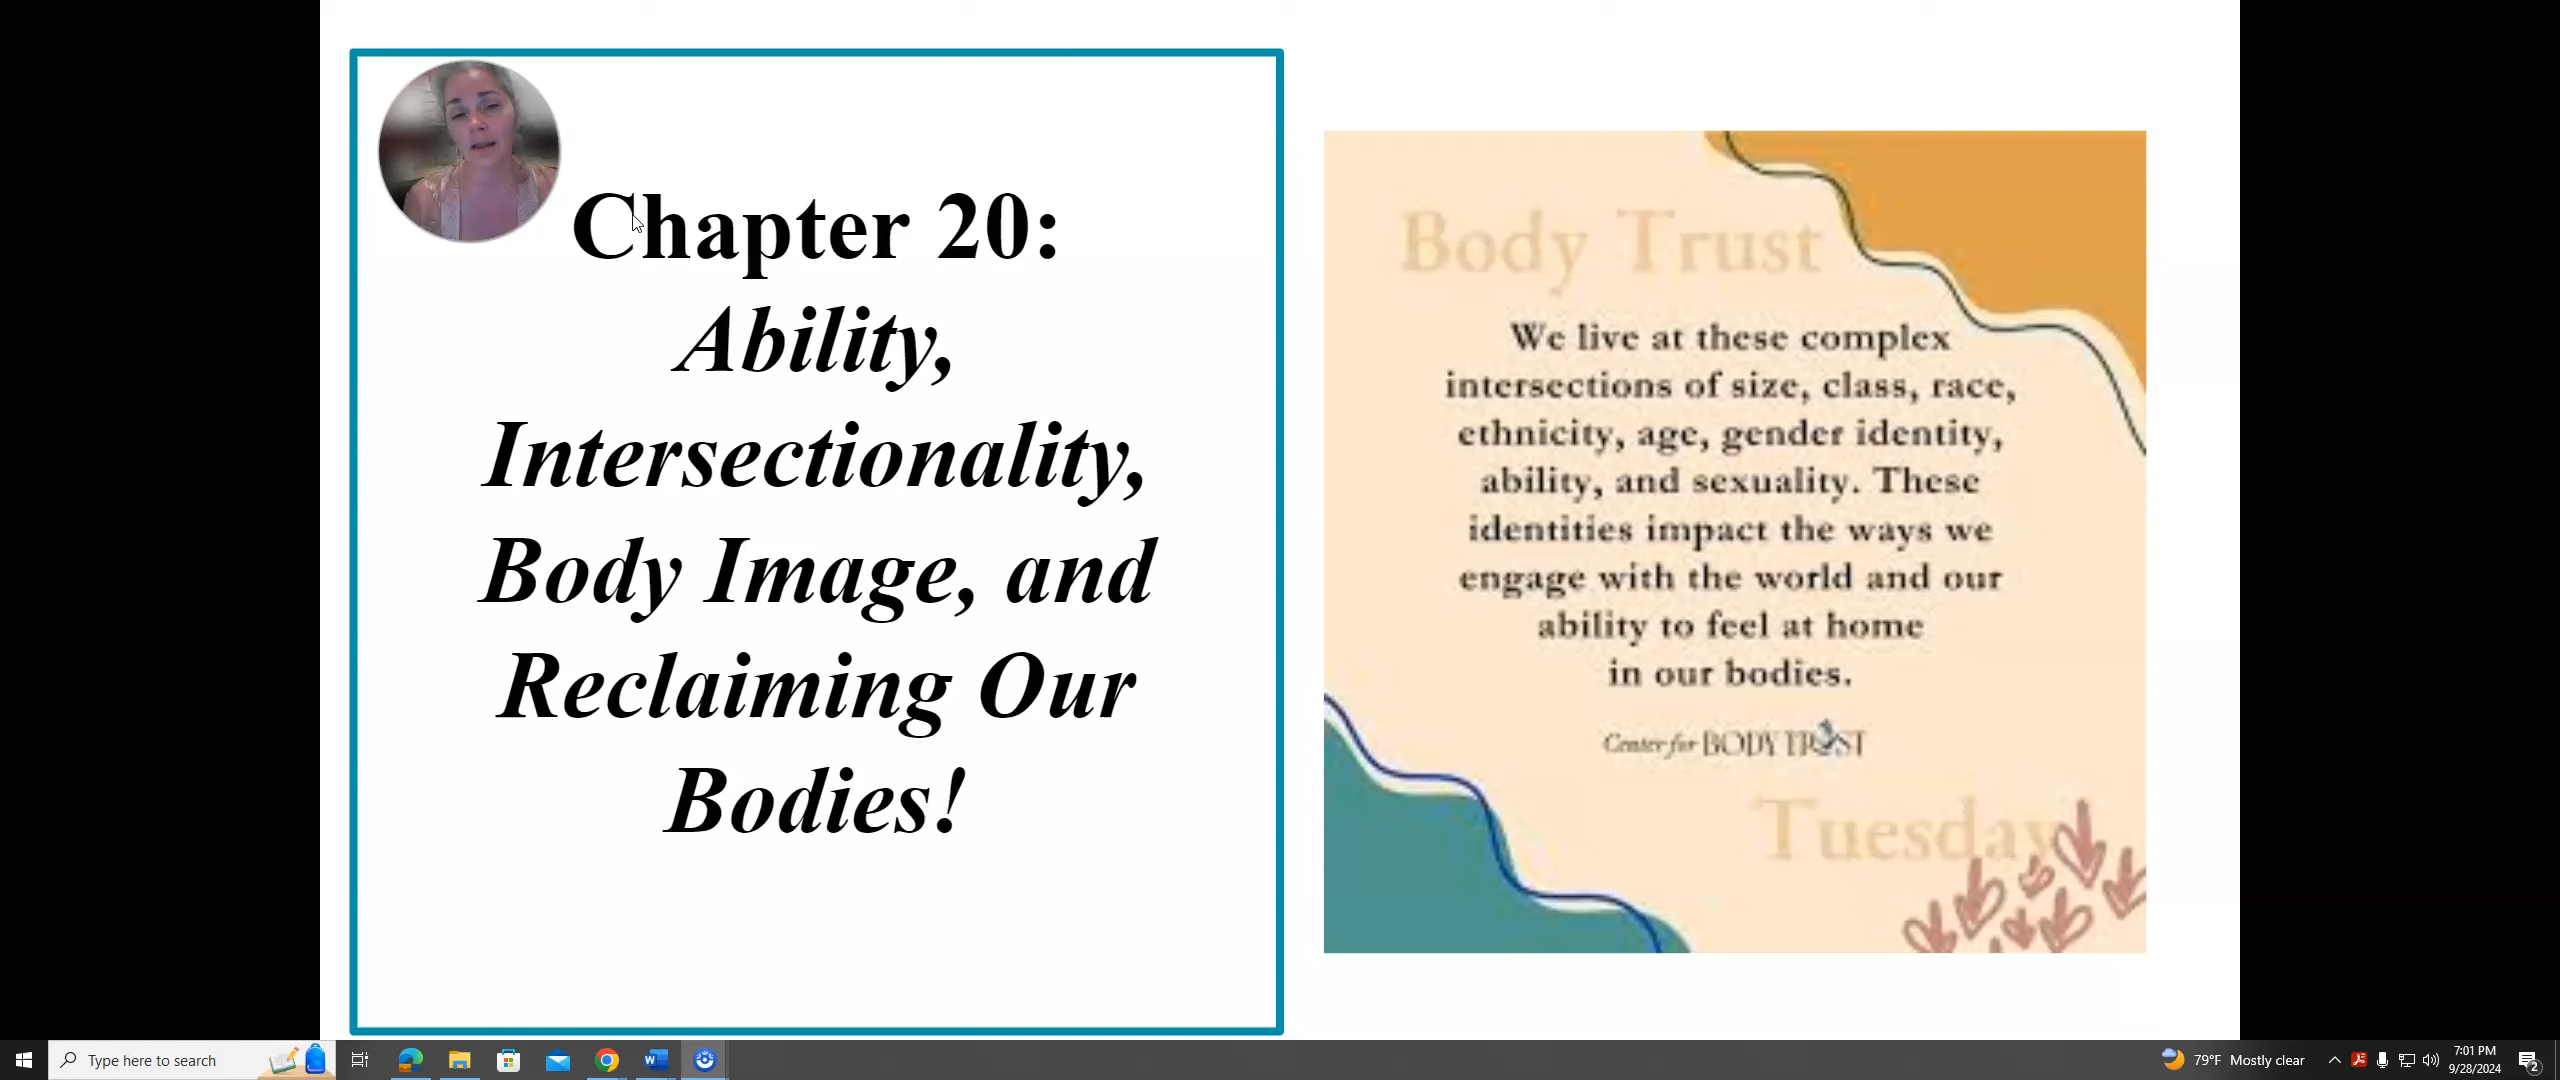 Chapter 20:
Ability,
Intersectionality,
Body Image, and
Reclaiming Our
Bodies!
Body Trust
We live at these complex
intersections of size, class, race,
ethnicity, age, gender identity,
ability, and sexuality. These
identities impact the ways we
engage with the world and our
ability to feel at home
in our bodies.
Center for BODY TRUST
Tuesday
Type here to search
79°F Mostly clear
7:01 PM
9/28/2024
2